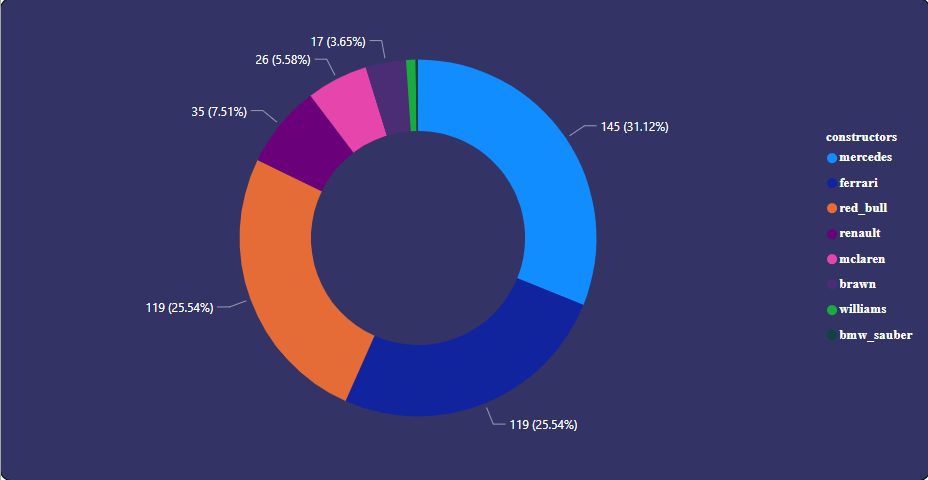 17 (3.65%)
26 (5.58%)
35 (7.51%)
145 (31.12%)
119 (25.54%)
119 (25.54%)
constructors
mercedes
ferrari
red_bull
renault
mclaren
brawn
williams
bmw_sauber